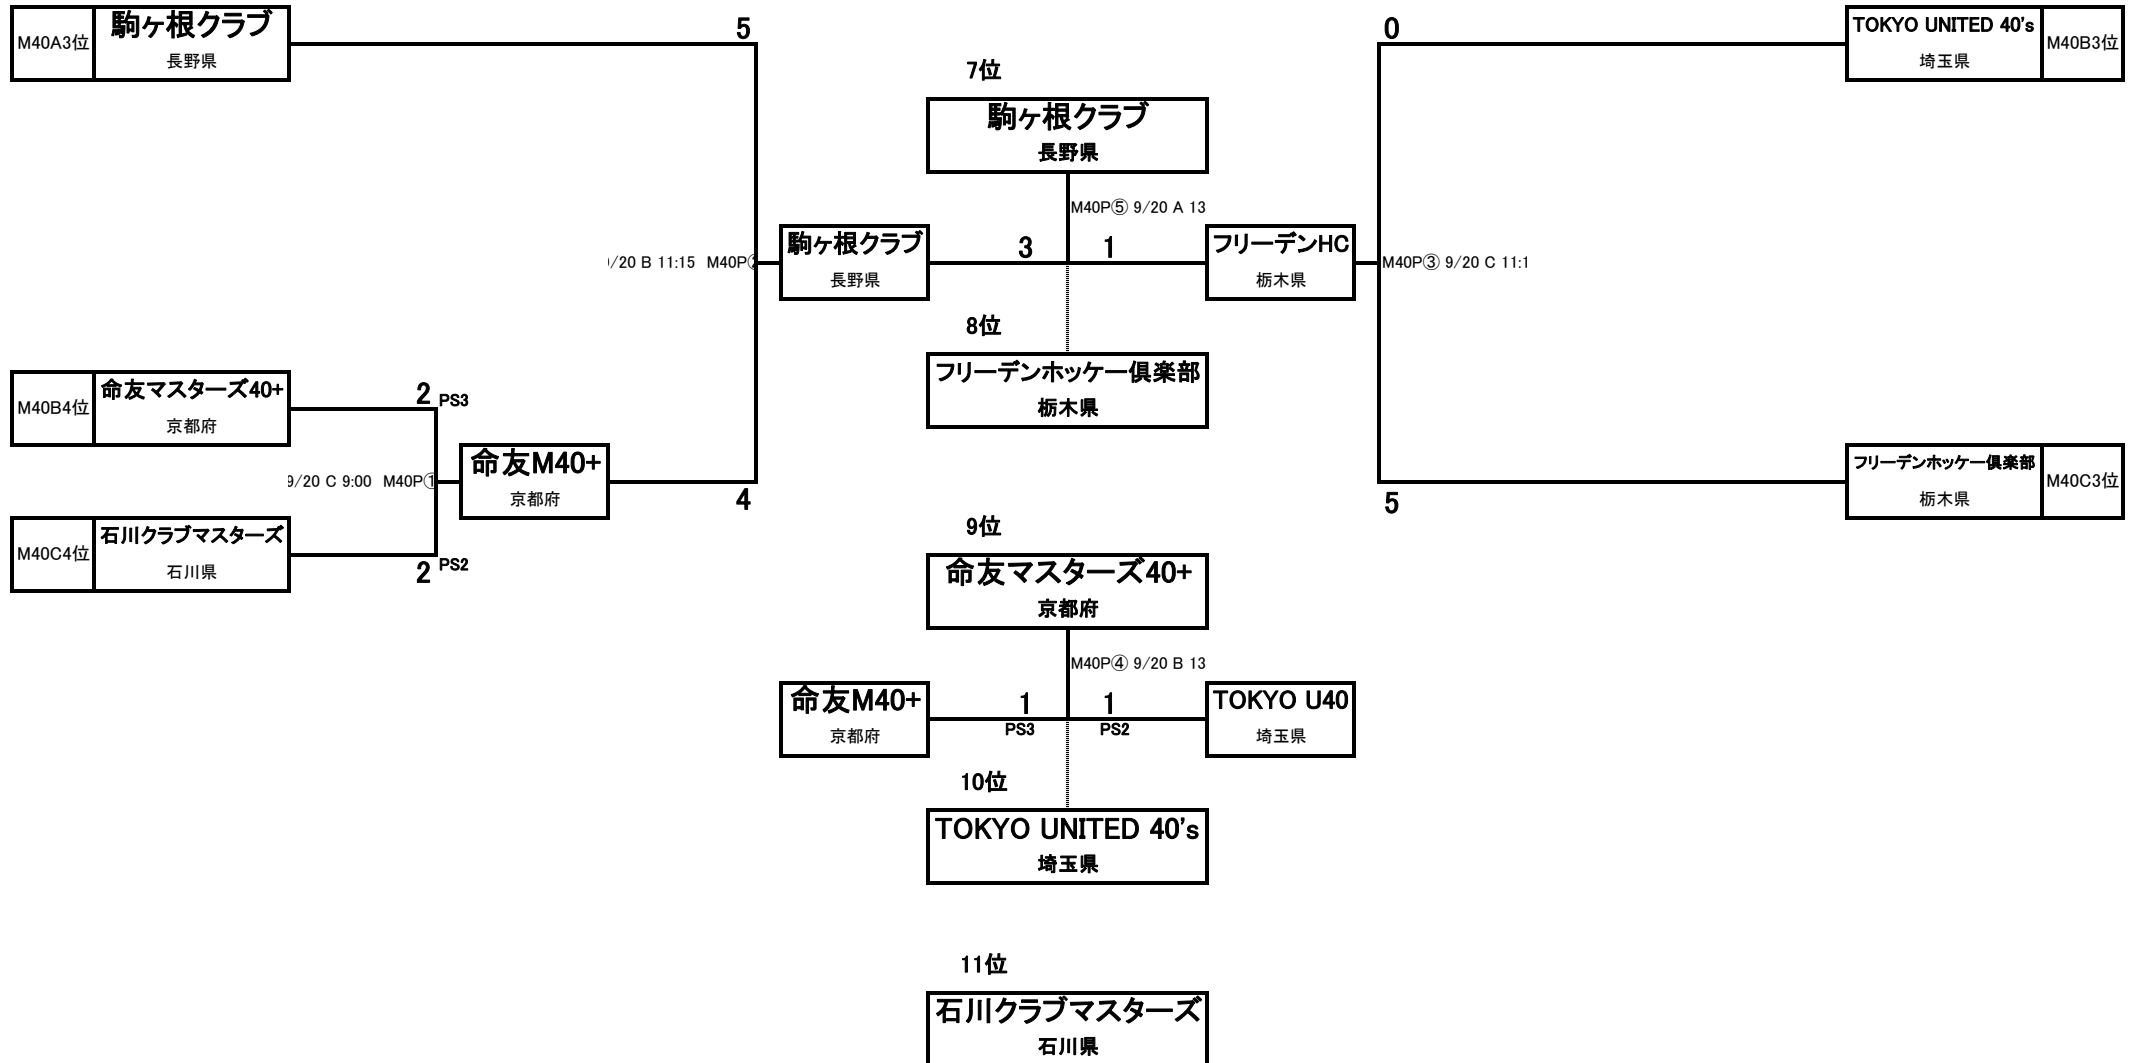 M40A3位
駒ヶ根クラブ
長野県
5
0
TOKYO UNITED 40's
埼玉県
M40B3位
7位
駒ヶ根クラブ
長野県
M40P⑤ 9/20 A 13
/20 B 11:15 M40P
駒ヶ根クラブ
長野県
3
1
フリーデンHC
栃木県
M40P③ 9/20 C 11:1
8位
フリーデンホッケー倶楽部
栃木県
M40B4位
命友マスターズ40+
京都府
2 PS3
9/20 C 9:00 M40P①
命友M40+
京都府
4
5
フリーデンホッケー倶楽部
栃木県
M40C3位
M40C4位
石川クラブマスターズ
石川県
2 PS2
9位
命友マスターズ40+
京都府
M40P④ 9/20 B 13
命友M40+
京都府
1
PS3
1
PS2
TOKYO U40
埼玉県
10位
TOKYO UNITED 40's
埼玉県
11位
石川クラブマスターズ
石川県